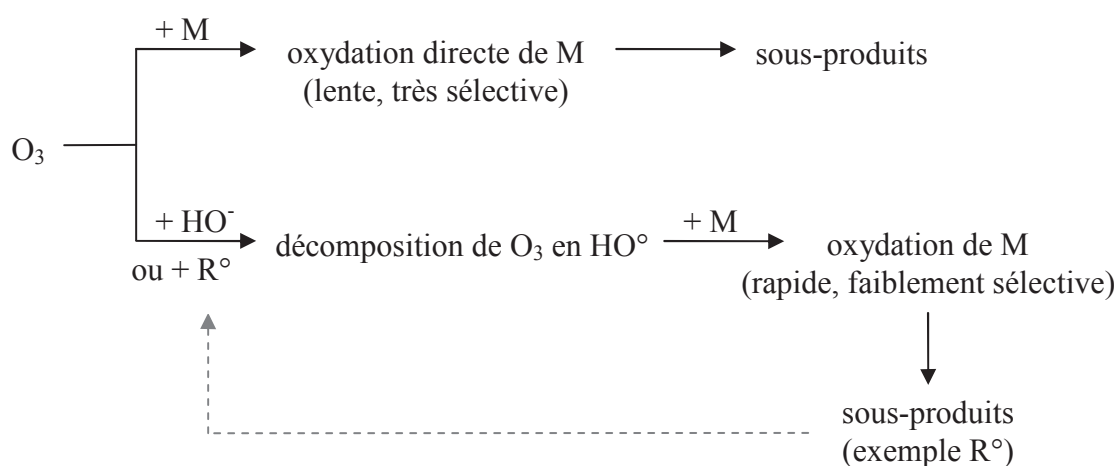 + M
oxydation directe de M
(lente, très sélective)
sous-produits
O₃
+ HO⁻
ou + R°
décomposition de O₃ en HO°
+ M
oxydation de M
(rapide, faiblement sélective)
sous-produits
(exemple R°)